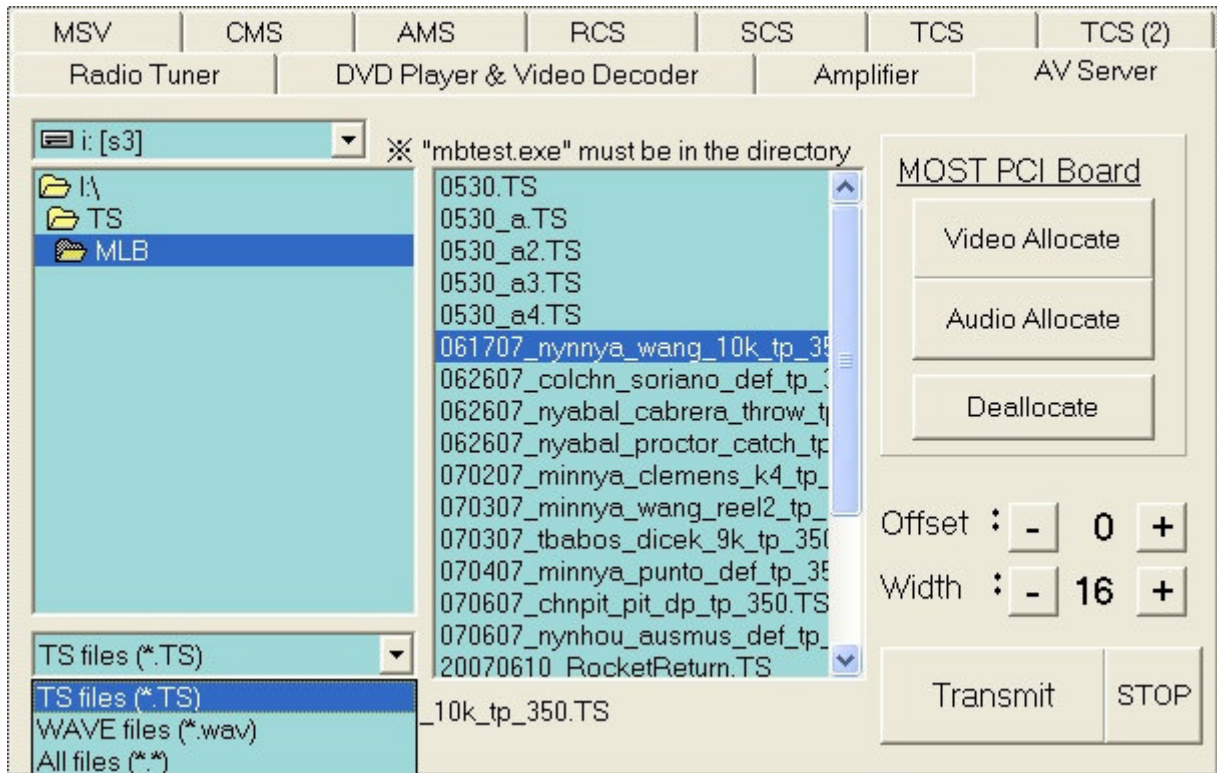 MSV CMS AMS RCS SCS TCS TCS (2)
Radio Tuner DVD Player & Video Decoder Amplifier AV Server
i: [s3]
※ "mbtest.exe" must be in the directory
I:\
TS
MLB
0530.TS
0530_a.TS
0530_a2.TS
0530_a3.TS
0530_a4.TS
061707_nynnya_wang_10k_tp_35
062607_colchn_soriano_def_tp_
062607_nyabal_cabrera_throw_t
062607_nyabal_proctor_catch_tp
070207_minnya_clemens_k4_tp_
070307_minnya_wang_reel2_tp_
070307_tbabos_dicek_9k_tp_350
070407_minnya_punto_def_tp_35
070607_chnpit_pit_dp_tp_350.TS
070607_nynhou_ausmus_def_tp_
20070610_RocketReturn.TS
MOST PCI Board
Video Allocate
Audio Allocate
Deallocate
Offset : - 0 +
Width : - 16 +
TS files (*.TS)
TS files (*.TS)
WAVE files (*.wav)
All files (*.*)
_10k_tp_350.TS
Transmit STOP